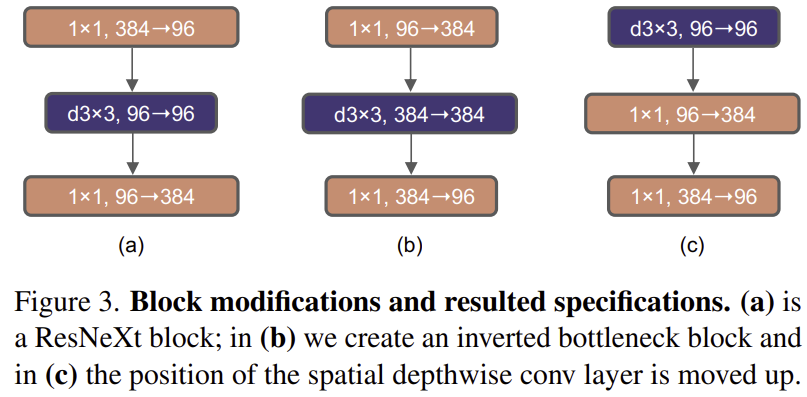 1×1, 384→96
1×1, 96→384
d3×3, 96→96
d3×3, 96→96
d3×3, 384→384
1×1, 96→384
1×1, 96→384
1×1, 384→96
1×1, 384→96
(a)
(b)
(c)
Figure 3. Block modifications and resulted specifications. (a) is
a ResNeXt block; in (b) we create an inverted bottleneck block and
in (c) the position of the spatial depthwise conv layer is moved up.